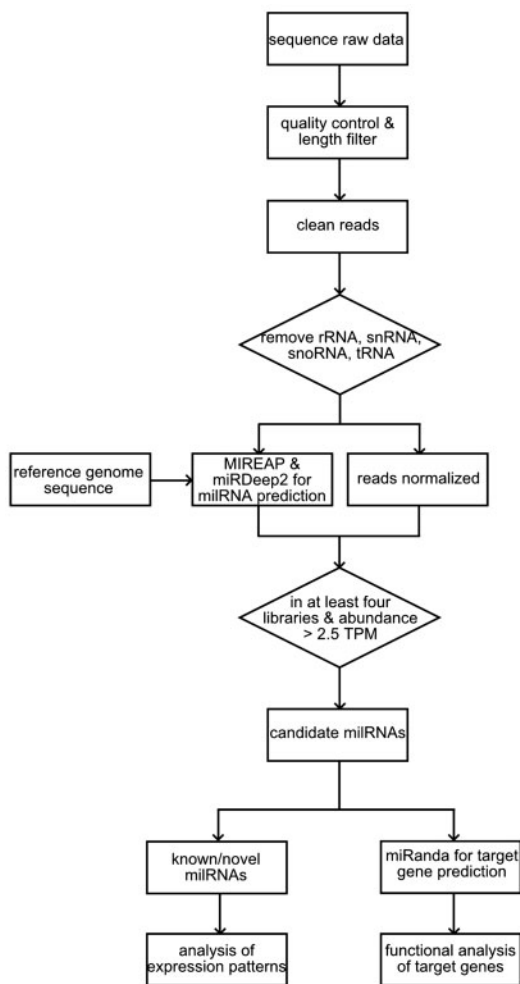 sequence raw data
quality control &
length filter
clean reads
remove rRNA, snRNA,
snoRNA, tRNA
reference genome
sequence
MIREAP &
miRDeep2 for
milRNA prediction
reads normalized
in at least four
libraries & abundance
> 2.5 TPM
candidate milRNAs
known/novel
milRNAs
miRanda for target
gene prediction
analysis of
expression patterns
functional analysis
of target genes